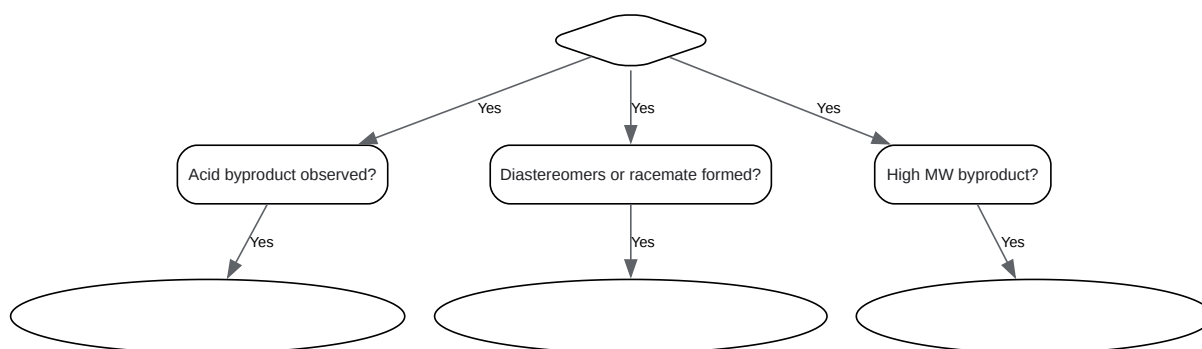 Yes
Yes
Yes
Acid byproduct observed?
Diastereomers or racemate formed?
High MW byproduct?
Yes
Yes
Yes